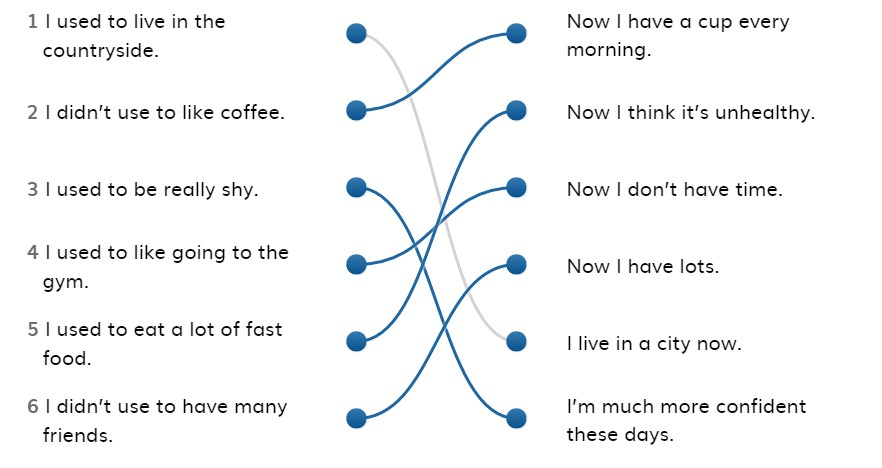 1 I used to live in the
countryside.
2 I didn't use to like coffee.
3 I used to be really shy.
4 I used to like going to the
gym.
5 I used to eat a lot of fast
food.
6 I didn't use to have many
friends.
Now I have a cup every
morning.
Now I think it's unhealthy.
Now I don't have time.
Now I have lots.
I live in a city now.
I'm much more confident
these days.